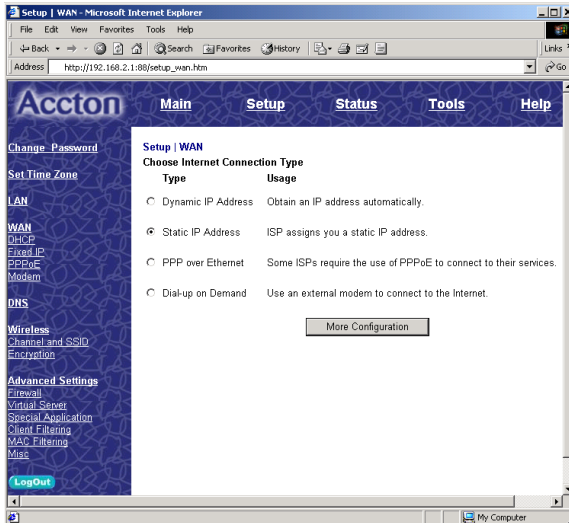 Setup | WAN - Microsoft Internet Explorer
File Edit View Favorites Tools Help
Back Search Favorites History
Links
Address http://192.168.2.1:88/setup_wan.htm Go
Accton Main Setup Status Tools Help
Change Password
Set Time Zone
LAN
WAN
DHCP
Fixed IP
PPPoE
Modem
DNS
Wireless
Channel and SSID
Encryption
Advanced Settings
Firewall
Virtual Server
Special Application
Client Filtering
MAC Filtering
Misc
LogOut
Setup | WAN
Choose Internet Connection Type
Type Usage
Dynamic IP Address Obtain an IP address automatically.
Static IP Address ISP assigns you a static IP address.
PPP over Ethernet Some ISPs require the use of PPPoE to connect to their services.
Dial-up on Demand Use an external modem to connect to the Internet.
More Configuration
My Computer